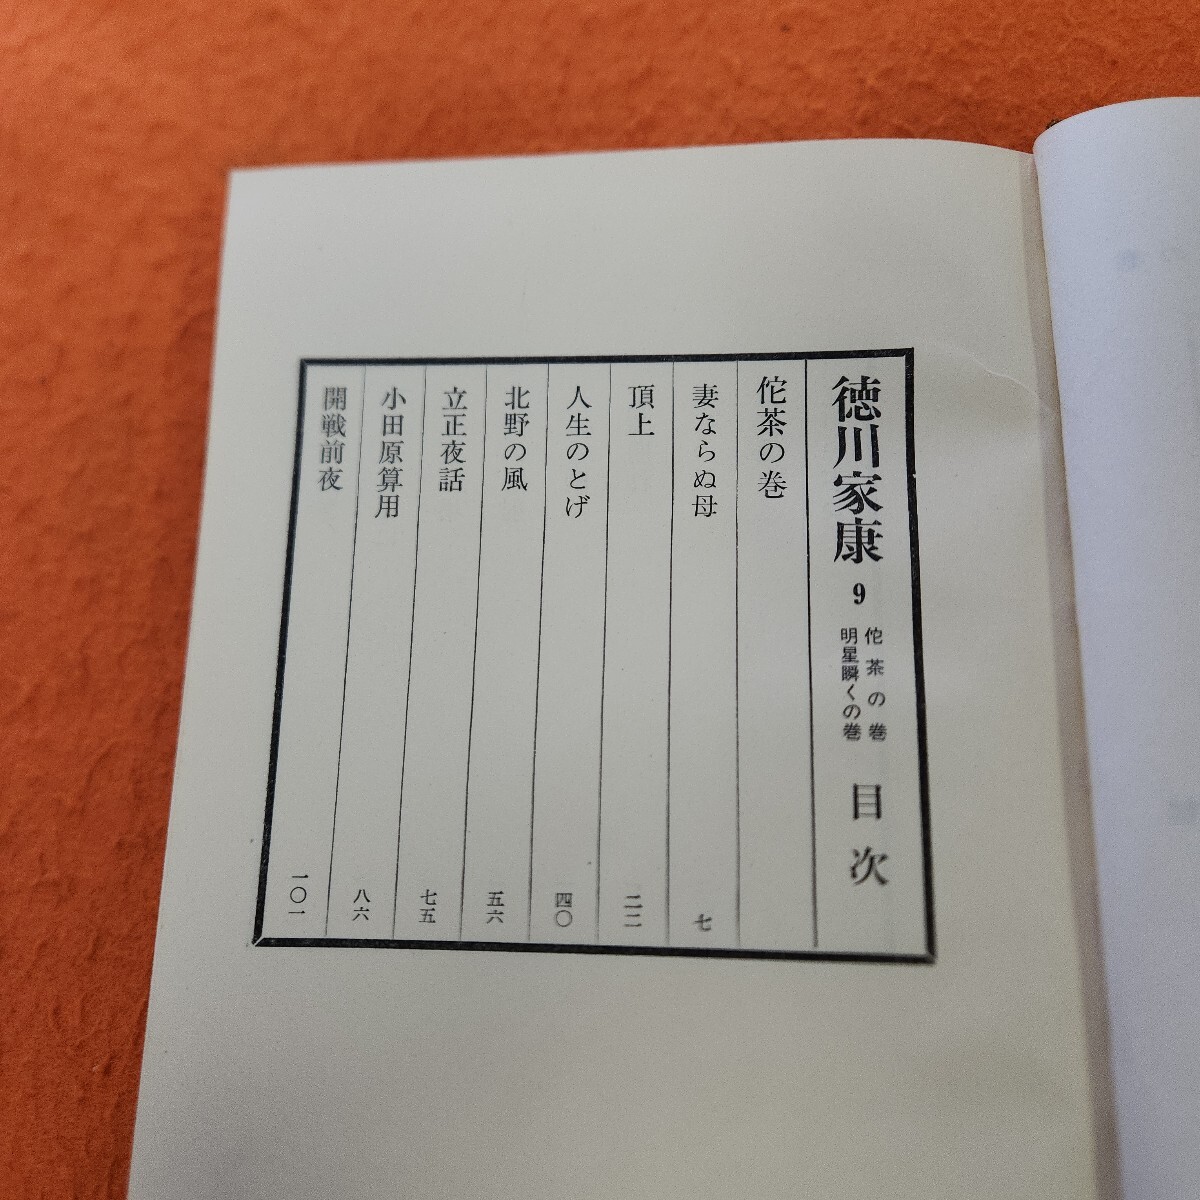 徳川家康 9 佗茶の巻
明星瞬くの巻 目次
佗茶の巻
妻ならぬ母 七
頂上 二二
人生のとげ 四〇
北野の風 五六
立正夜話 七五
小田原算用 八六
開戦前夜 一〇一